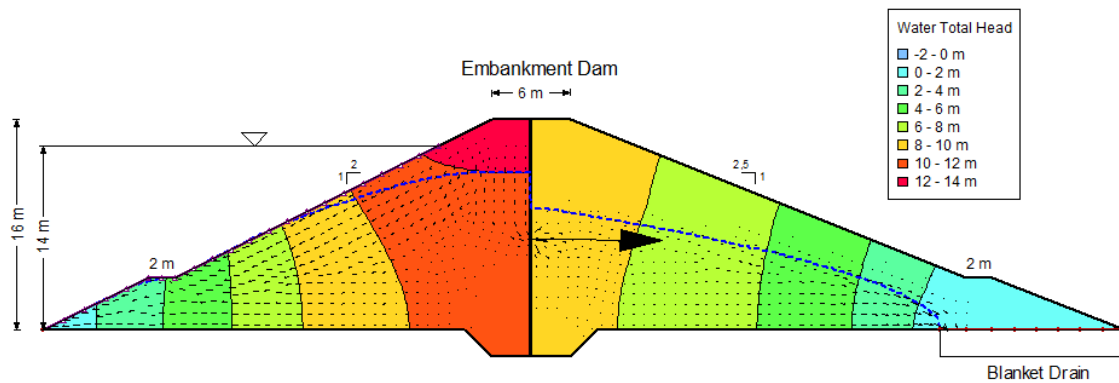 Water Total Head
-2 - 0 m
0 - 2 m
2 - 4 m
4 - 6 m
6 - 8 m
8 - 10 m
10 - 12 m
12 - 14 m
Embankment Dam
6 m
16 m
14 m
2
1
2,5
1
2 m
2 m
Blanket Drain